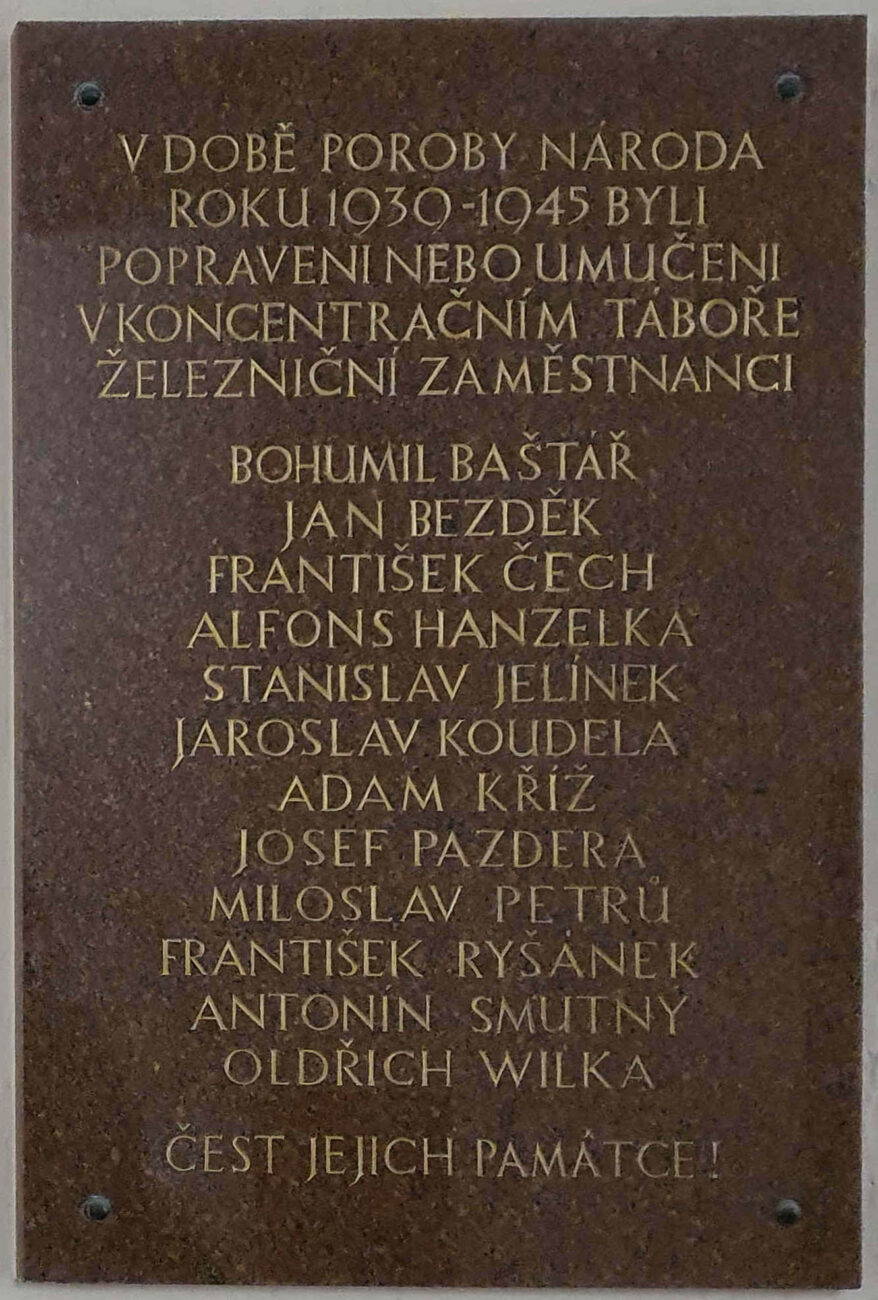 V DOBĚ POROBY NÁRODA
ROKU 1939-1945 BYLI
POPRAVENI NEBO UMUČENI
V KONCENTRAČNÍM TÁBOŘE
ŽELEZNIČNÍ ZAMĚSTNANCI
BOHUMIL BAŠTÁŘ
JAN BEZDĚK
FRANTIŠEK ČECH
ALFONS HANZELKA
STANISLAV JELÍNEK
JAROSLAV KOUDELA
ADAM KŘÍŽ
JOSEF PAZDERA
MILOSLAV PETRŮ
FRANTIŠEK RYŠÁNEK
ANTONÍN SMUTNÝ
OLDŘICH WILKA
ČEST JEJICH PAMÁTCE!